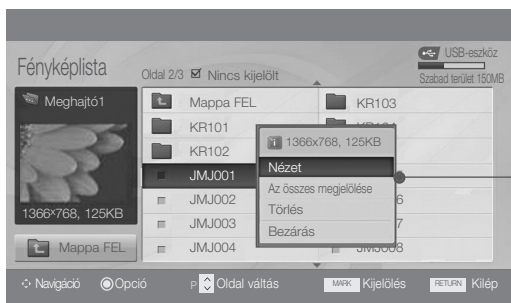 USB-eszköz
Fényképlista
Oldal 2/3 Nincs kijelölt
Szabad terület 150MB
Meghajtó1
1366x768, 125KB
Mappa FEL
Mappa FEL
KR101
KR102
JMJ001
JMJ002
JMJ003
JMJ004
KR103
1366x768, 125KB
Nézet
Az összes megjelölése
Törlés
Bezárás
Navigáció
Opció
P Oldal váltás
MARK Kijelölés
RETURN Kilép